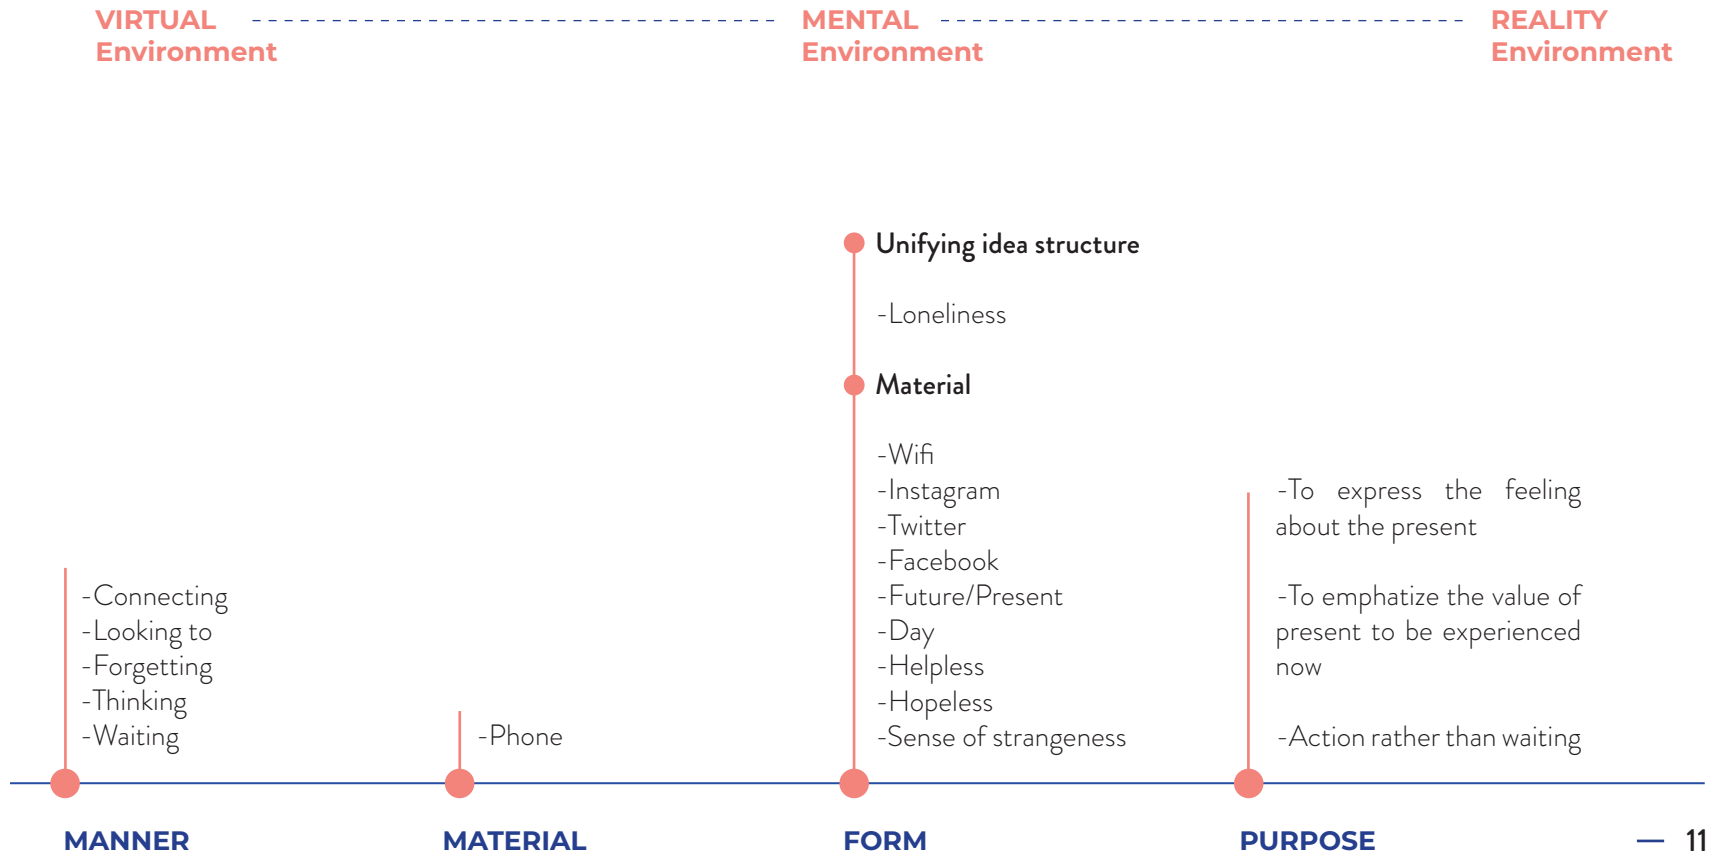 VIRTUAL
Environment
MENTAL
Environment
REALITY
Environment
Unifying idea structure
-Loneliness
Material
-Wifi
-Instagram
-Twitter
-Facebook
-Future/Present
-Day
-Helpless
-Hopeless
-Sense of strangeness
-Connecting
-Looking to
-Forgetting
-Thinking
-Waiting
-Phone
-To express the feeling
about the present
-To emphatize the value of
present to be experienced
now
-Action rather than waiting
MANNER
MATERIAL
FORM
PURPOSE
— 11